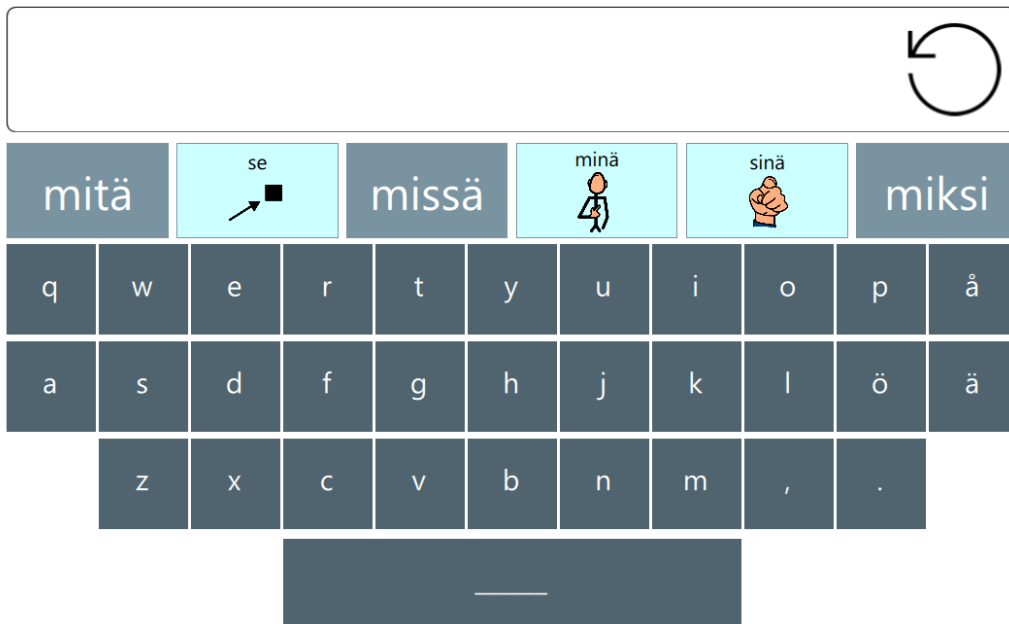 mitä se missä minä sinä miksi
q w e r t y u i o p å
a s d f g h j k l ö ä
z x c v b n m , .